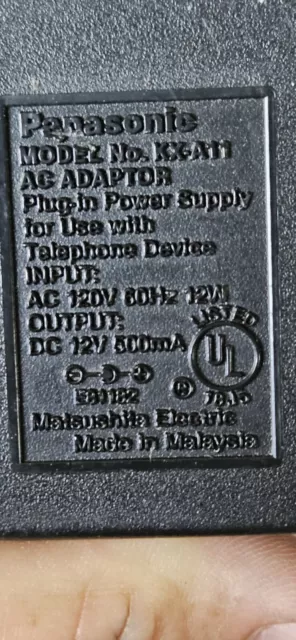 Panasonic
MODEL No. KX-A11
AC ADAPTOR
Plug-in Power Supply
for Use with
Telephone Device
INPUT:
AC 120V 60Hz 12W
OUTPUT:
DC 12V 500mA
LISTED
UL
Matsushita Electric
Made in Malaysia